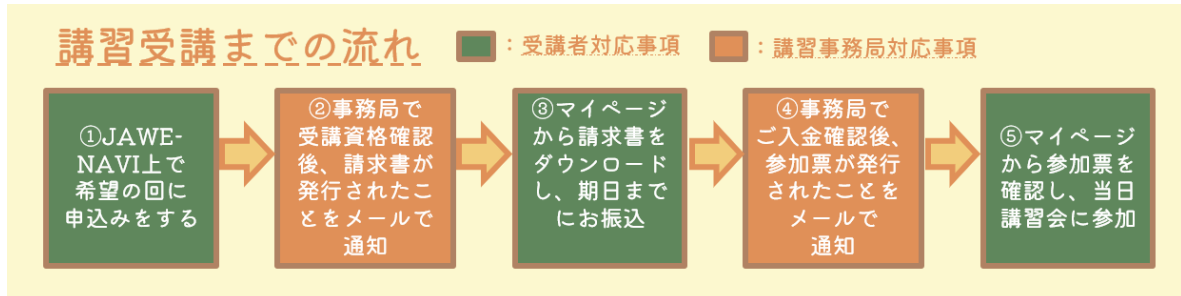 講習受講までの流れ
：受講者対応事項
：講習事務局対応事項
①JAWE-
NAVI上で
希望の回に
申込みをする
②事務局で
受講資格確認
後、請求書が
発行されたこ
とをメールで
通知
③マイページ
から請求書を
ダウンロード
し、期日まで
にお振込
④事務局で
ご入金確認後、
参加票が発行
されたことを
メールで
通知
⑤マイページ
から参加票を
確認し、当日
講習会に参加